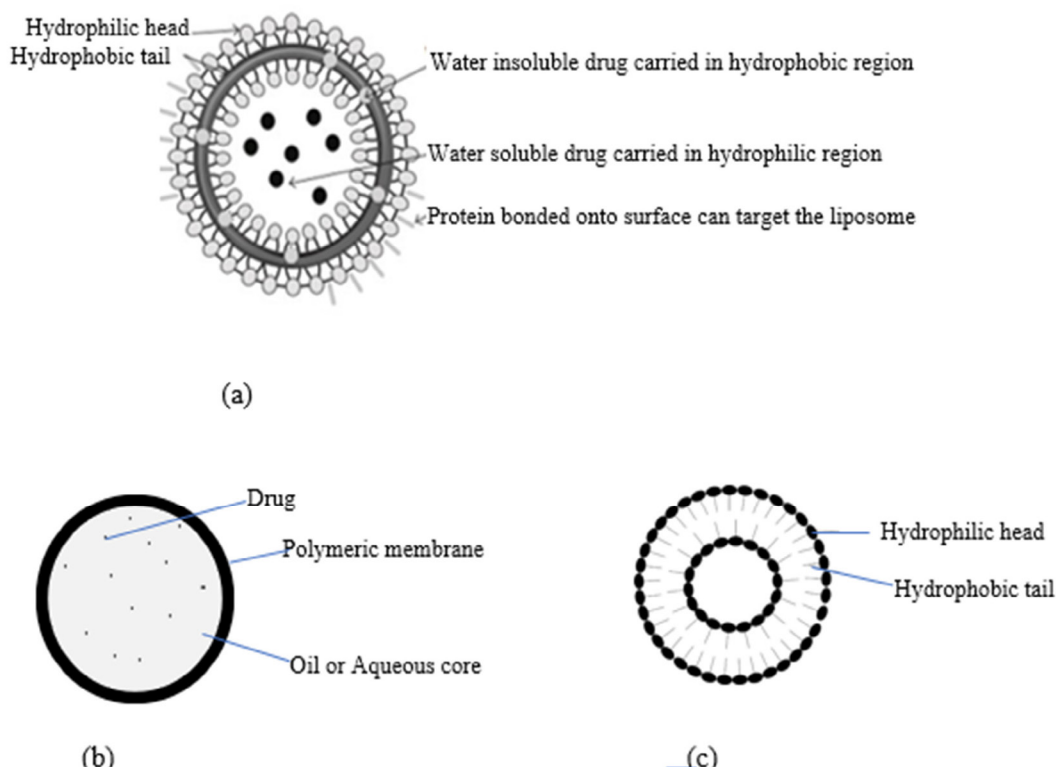 Hydrophilic head
Hydrophobic tail
Water insoluble drug carried in hydrophobic region
Water soluble drug carried in hydrophilic region
Protein bonded onto surface can target the liposome
(a)
Drug
Polymeric membrane
Oil or Aqueous core
(b)
Hydrophilic head
Hydrophobic tail
(c)